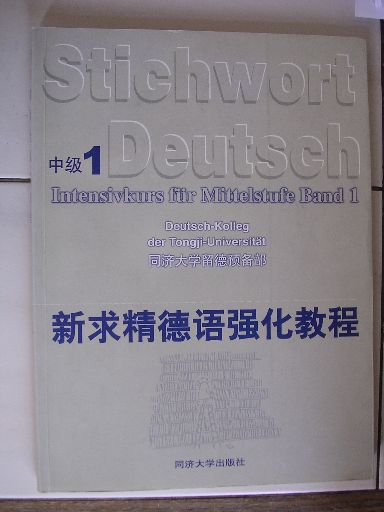 Stichwort
Deutsch
中级1
Intensivkurs für Mittelstufe Band 1
Deutsch-Kolleg
der Tongji-Universität
同济大学留德预备部
新求精德语强化教程
同济大学出版社